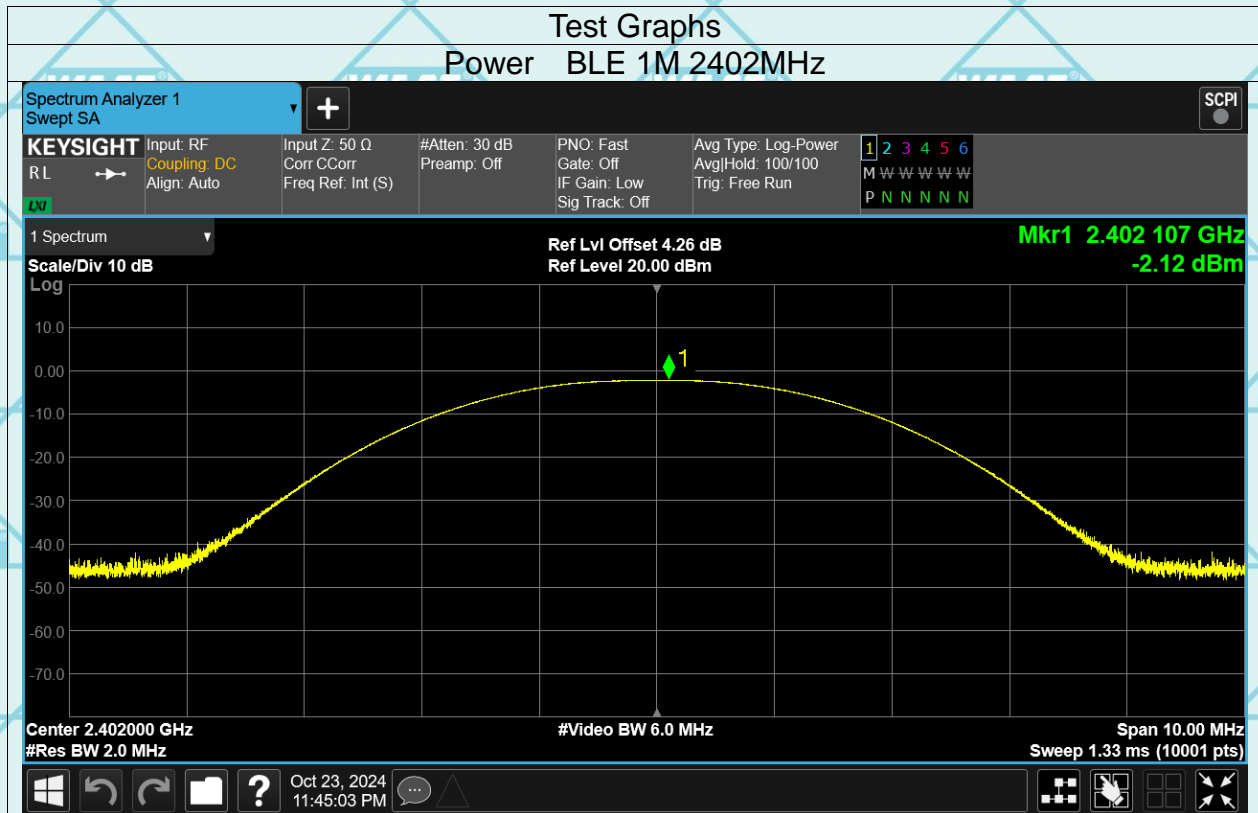 Test Graphs
Power BLE 1M 2402MHz
Spectrum Analyzer 1
Swept SA
SCPI
KEYSIGHT
R L
LXI
Input: RF
Coupling: DC
Align: Auto
Input Z: 50 Ω
Corr CCorr
Freq Ref: Int (S)
#Atten: 30 dB
Preamp: Off
PNO: Fast
Gate: Off
IF Gain: Low
Sig Track: Off
Avg Type: Log-Power
Avg|Hold: 100/100
Trig: Free Run
1 2 3 4 5 6
M W W W W W
P N N N N N
1 Spectrum
Scale/Div 10 dB
Log
Ref Lvl Offset 4.26 dB
Ref Level 20.00 dBm
Mkr1 2.402 107 GHz
-2.12 dBm
1
10.0
0.00
-10.0
-20.0
-30.0
-40.0
-50.0
-60.0
-70.0
Center 2.402000 GHz
#Res BW 2.0 MHz
#Video BW 6.0 MHz
Span 10.00 MHz
Sweep 1.33 ms (10001 pts)
?
Oct 23, 2024
11:45:03 PM